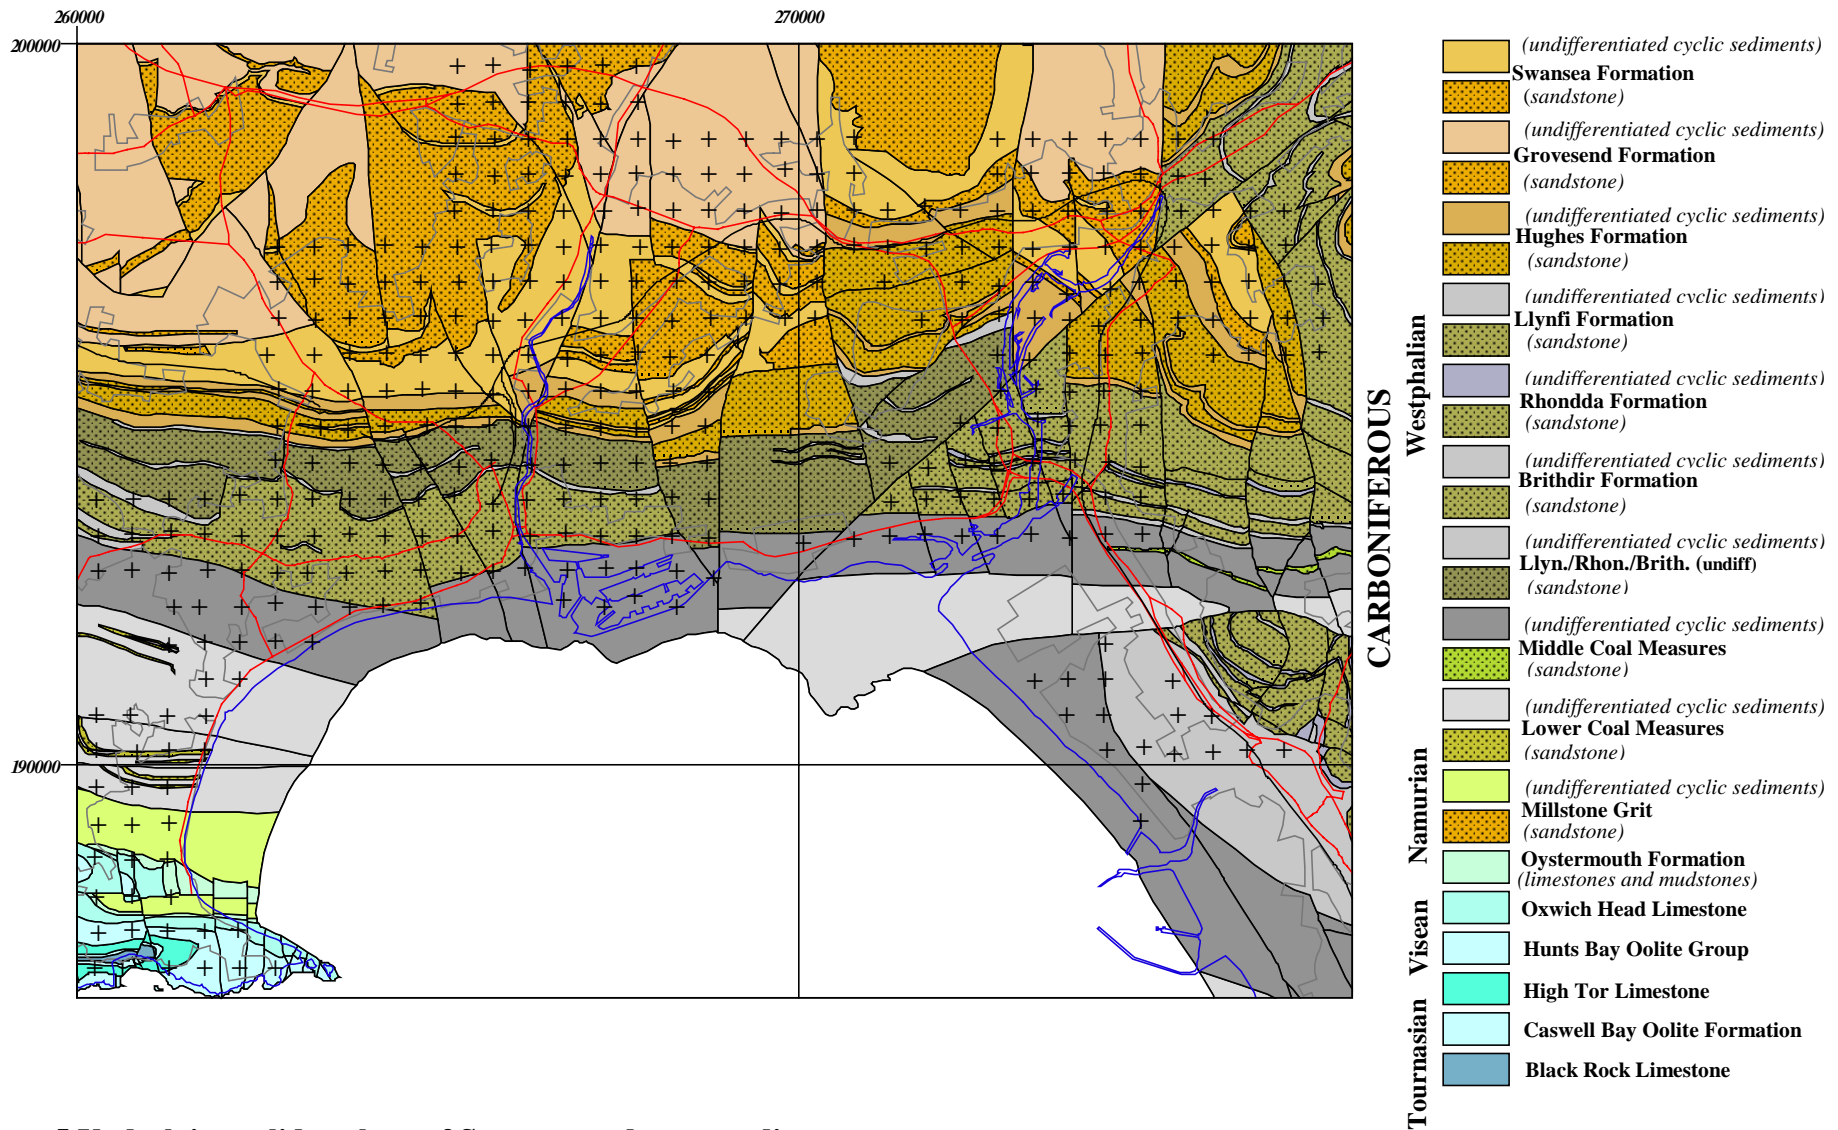 260000
270000
200000
190000
(undifferentiated cyclic sediments)
Swansea Formation
(sandstone)
(undifferentiated cyclic sediments)
Grovesend Formation
(sandstone)
(undifferentiated cyclic sediments)
Hughes Formation
(sandstone)
(undifferentiated cyclic sediments)
Llynfi Formation
(sandstone)
(undifferentiated cyclic sediments)
Rhondda Formation
(sandstone)
(undifferentiated cyclic sediments)
Brithdir Formation
(sandstone)
(undifferentiated cyclic sediments)
Llyn./Rhon./Brith. (undiff)
(sandstone)
(undifferentiated cyclic sediments)
Middle Coal Measures
(sandstone)
(undifferentiated cyclic sediments)
Lower Coal Measures
(sandstone)
(undifferentiated cyclic sediments)
Millstone Grit
(sandstone)
Oystermouth Formation
(limestones and mudstones)
Oxwich Head Limestone
Hunts Bay Oolite Group
High Tor Limestone
Caswell Bay Oolite Formation
Black Rock Limestone
CARBONIFEROUS
Westphalian
Namurian
Visean
Tournasian